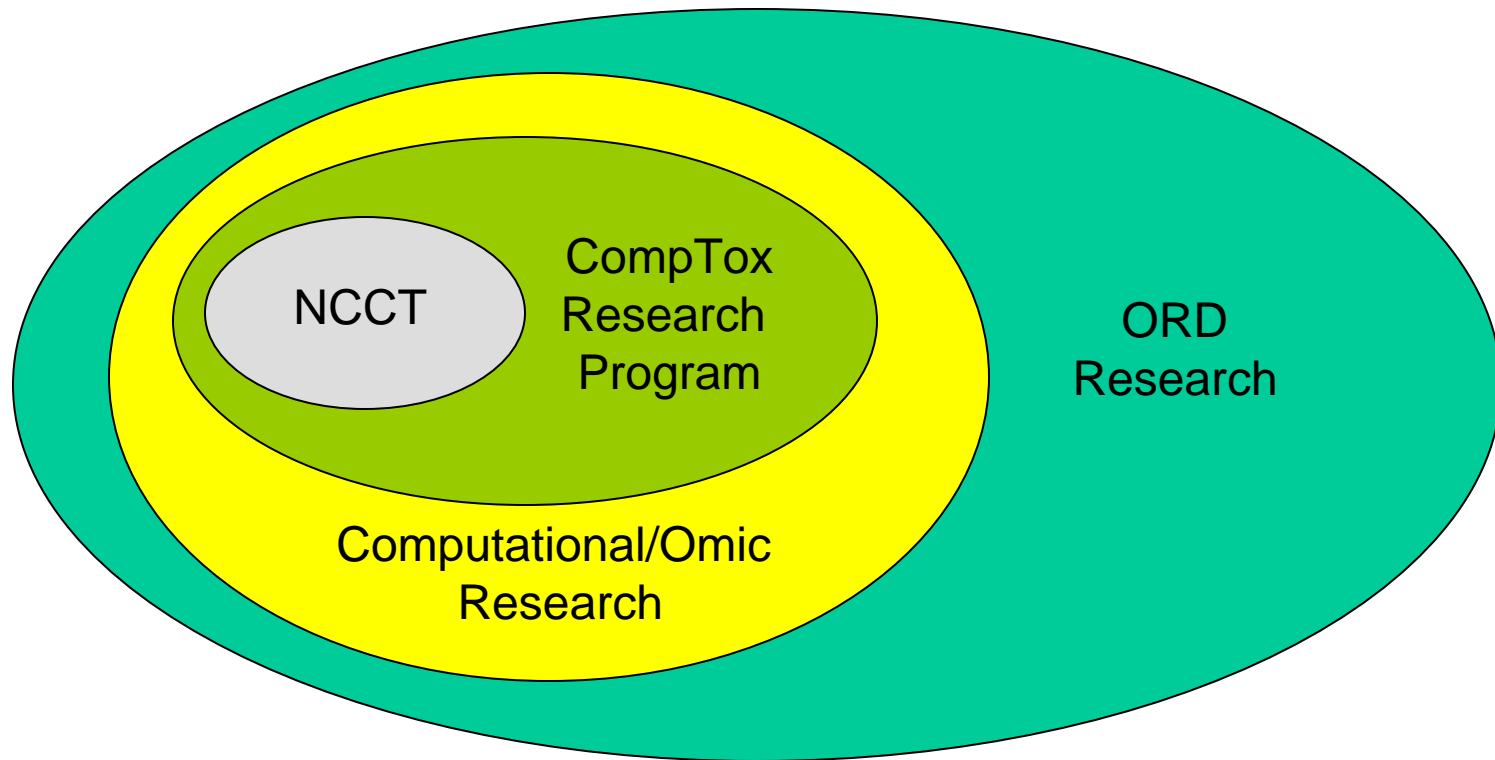 NCCT
CompTox
Research
Program
ORD
Research
Computational/Omic
Research